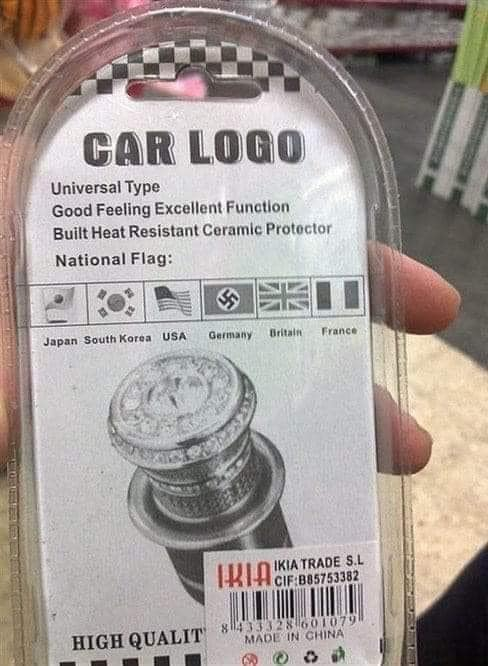 CAR LOGO
Universal Type
Good Feeling Excellent Function
Built Heat Resistant Ceramic Protector
National Flag:
Japan South Korea USA Germany Britain France
IKIA
IKIA TRADE S.L
CIF:B85753382
8 433328 601079
MADE IN CHINA
HIGH QUALIT